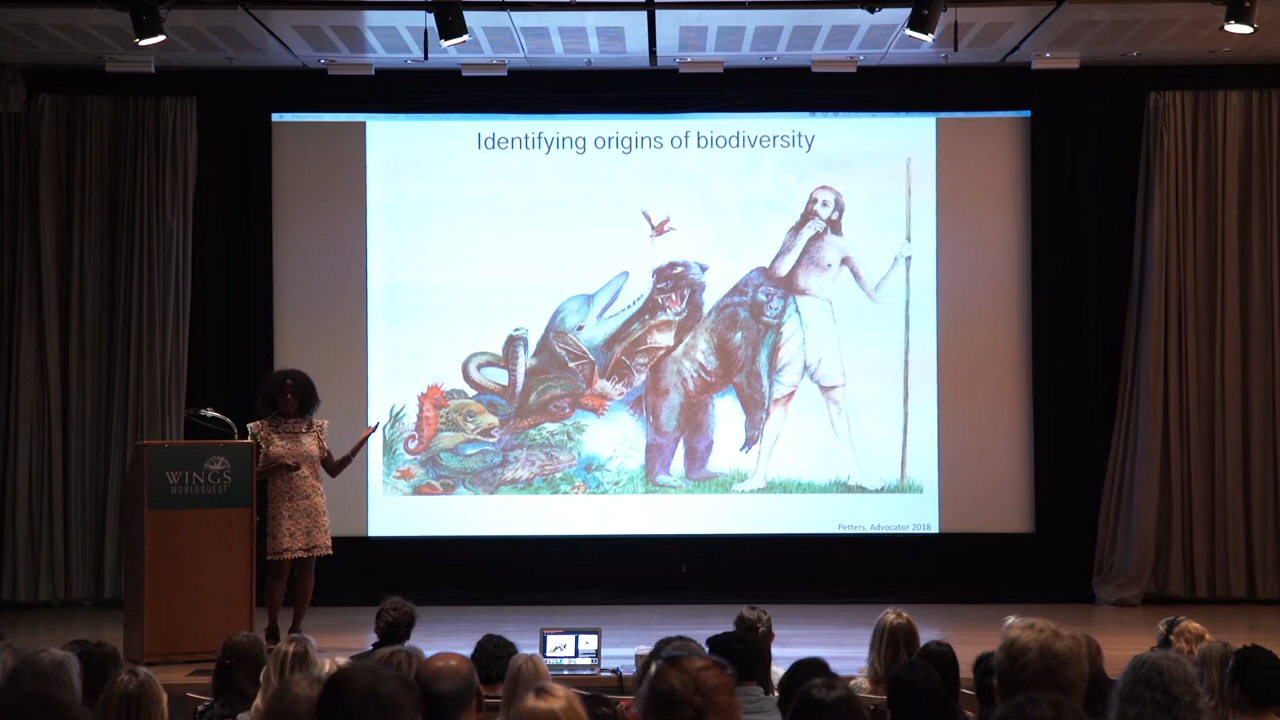 Identifying origins of biodiversity
WINGS
WORLDQUEST
Petters, Advocator 2018